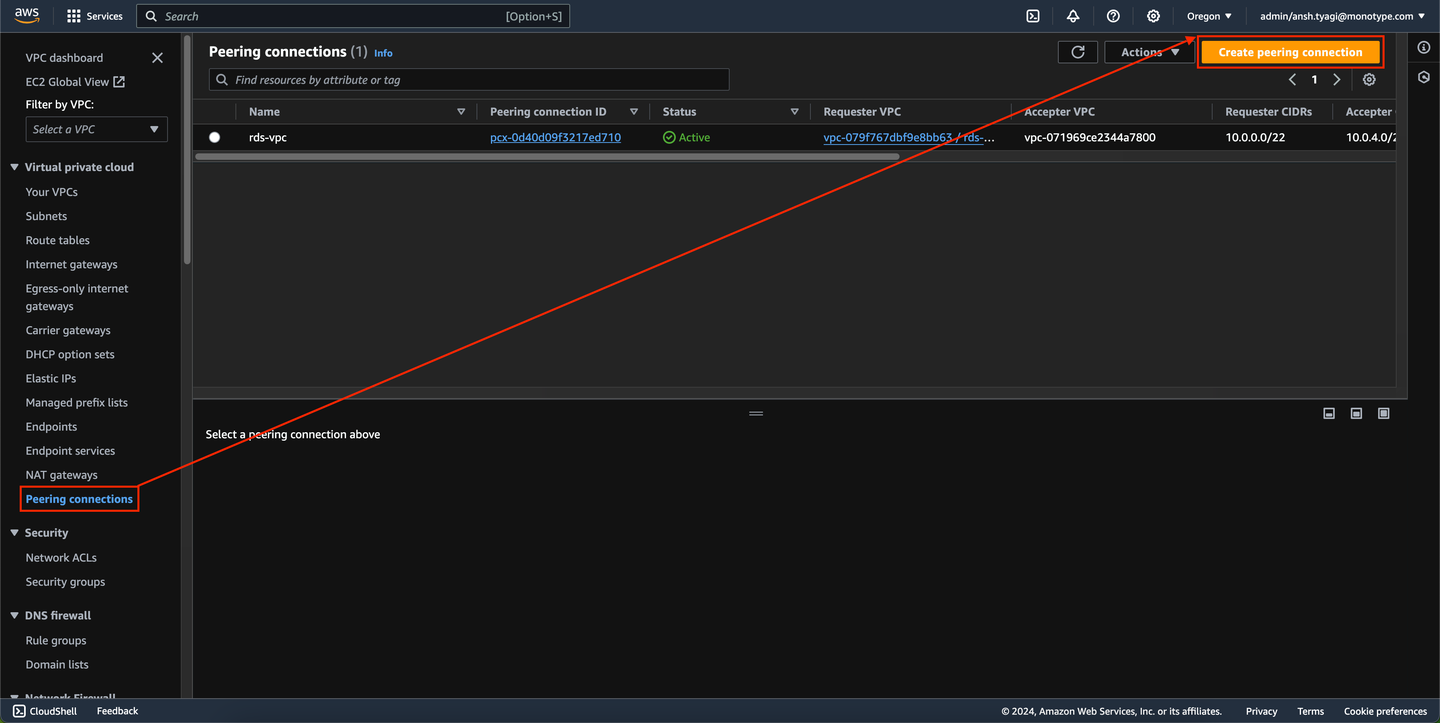 aws
Services
Search [Option+S]
Oregon
admin/ansh.tyagi@monotype.com
VPC dashboard
EC2 Global View
Filter by VPC:
Select a VPC
Virtual private cloud
Your VPCs
Subnets
Route tables
Internet gateways
Egress-only internet
gateways
Carrier gateways
DHCP option sets
Elastic IPs
Managed prefix lists
Endpoints
Endpoint services
NAT gateways
Peering connections
Security
Network ACLs
Security groups
DNS firewall
Rule groups
Domain lists
Network Firewall
Peering connections (1) Info
Actions
Create peering connection
Find resources by attribute or tag
1
Name Peering connection ID Status Requester VPC Accepter VPC Requester CIDRs Accepter
rds-vpc pcx-0d40d09f3217ed710 Active vpc-079f767dbf9e8bb63 / rds-... vpc-071969ce2344a7800 10.0.0.0/22 10.0.4.0/2
Select a peering connection above
CloudShell Feedback © 2024, Amazon Web Services, Inc. or its affiliates. Privacy Terms Cookie preferences